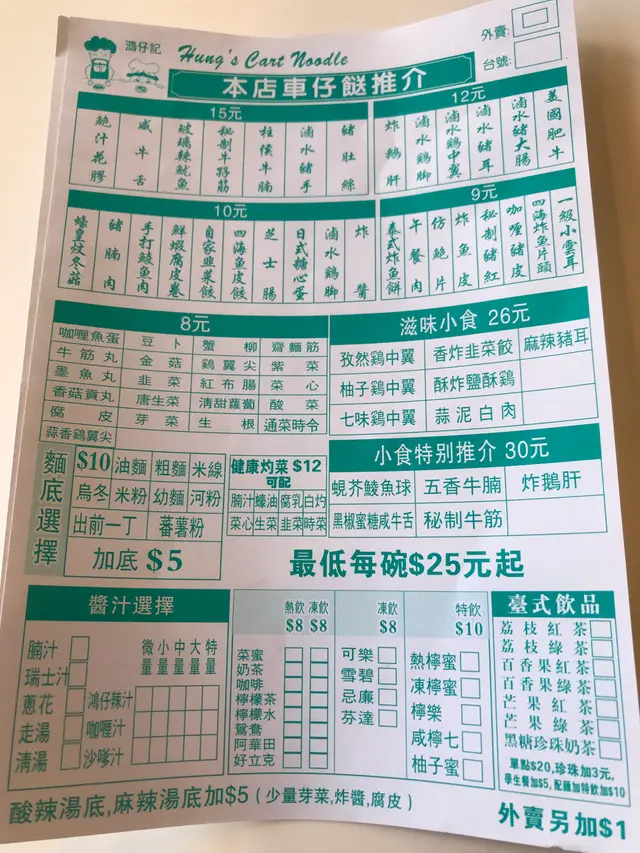 鴻仔記
Hung's Cart Noodle
外賣:
台號:
本店車仔餸推介
15元
鮑汁花膠
咸牛舌
玻璃辣魷魚
秘制牛孖筋
柱侯牛腩
滷水豬手
豬肚絲
12元
炸鵝肝
滷水鷄腳
滷水鷄中翼
滷水豬耳
滷水豬大腸
美國肥牛
10元
蠔皇炆冬菇
豬腩肉
手打鯪魚肉
鮮蝦腐皮卷
自家韭菜餃
四海魚皮餃
芝士腸
日式糖心蛋
滷水鷄腳
炸醬
9元
泰式炸魚餅
午餐肉
仿鮑片
炸魚皮
秘制豬紅
咖喱豬皮
四海炸魚片頭
一級小雲耳
8元
咖喱魚蛋 豆卜 蟹柳 齋麵筋
牛筋丸 金菇 鷄翼尖 紫菜
墨魚丸 韭菜 紅布腸 菜心
香菇貢丸 唐生菜 淸甜蘿蔔 酸菜
腐皮 芽菜 生根 通菜時令
蒜香鷄翼尖
滋味小食 26元
孜然鷄中翼 香炸韭菜餃 麻辣豬耳
柚子鷄中翼 酥炸鹽酥鷄
七味鷄中翼 蒜泥白肉
麵底選擇
$10 油麵 粗麵 米線
烏冬 米粉 幼麵 河粉
出前一丁 蕃薯粉
加底 $5
健康灼菜 $12
可配
腩汁 蠔油 腐乳 白灼
菜心 生菜 韭菜 時菜
小食特別推介 30元
蜆芥鯪魚球 五香牛腩 炸鵝肝
黑椒蜜糖咸牛舌 秘制牛筋
最低每碗$25元起
醬汁選擇
腩汁
瑞士汁
蔥花
走湯
淸湯
微量 小量 中量 大量 特量
鴻仔辣汁
咖喱汁
沙嗲汁
熱飲 $8
凍飲 $8
菜蜜
奶茶
咖啡
檸檬茶
檸檬水
鴛鴦
阿華田
好立克
凍飲
$8
可樂
雪碧
忌廉
芬達
特飲
$10
熱檸蜜
凍檸蜜
檸樂
咸檸七
柚子蜜
臺式飲品
荔枝紅茶
荔枝綠茶
百香果紅茶
百香果綠茶
芒果紅茶
芒果綠茶
黑糖珍珠奶茶
單點$20,珍珠加3元,
學生餐加$5,配麵加特飲加$10
酸辣湯底,麻辣湯底加$5(少量芽菜,炸醬,腐皮)
外賣另加$1